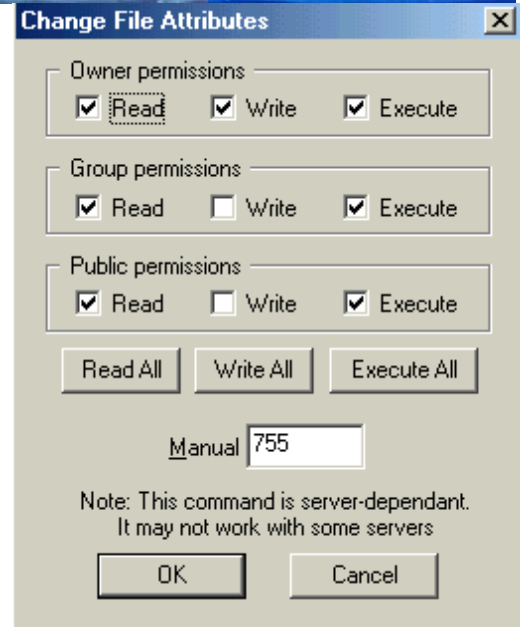 Change File Attributes
Owner permissions
Read Write Execute
Group permissions
Read Write Execute
Public permissions
Read Write Execute
Read All Write All Execute All
Manual 755
Note: This command is server-dependant.
It may not work with some servers
OK Cancel